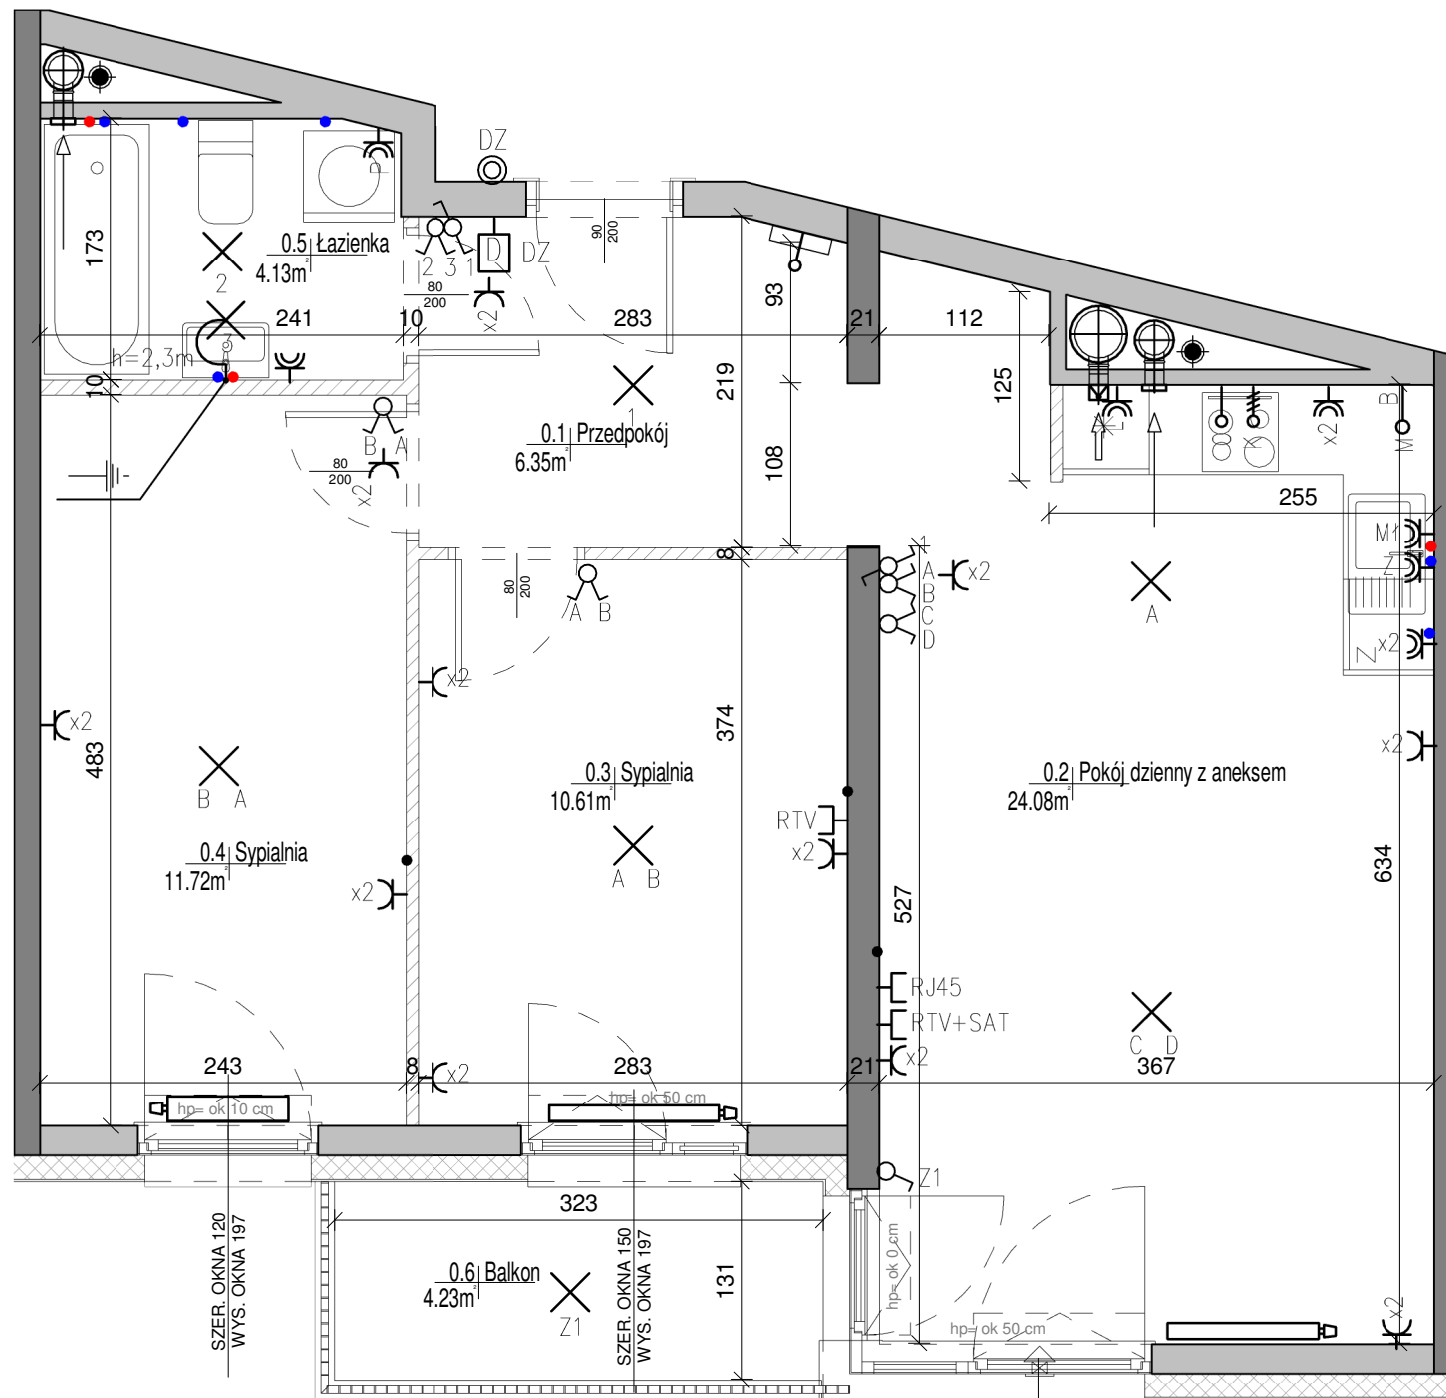 DZ
P
173
0.5 Łazienka
4.13m²
2
2 3 1
D
DZ
90
200
80
200
x2
241
10
283
21
112
93
219
125
3
h=2,3m
10
B A
80
200
x2
1
0.1 Przedpokój
6.35m²
108
K
x2
B
M
255
8
80
200
A B
1
A
B
C
D
x2
A
Mł
Z
x2
Z
x2
x2
483
374
x2
B A
0.3 Sypialnia
10.61m²
0.2 Pokój dzienny z aneksem
24.08m²
RTV
x2
0.4 Sypialnia
11.72m²
A B
x2
634
527
RJ45
RTV+SAT
x2
C D
243
8
x2
283
21
367
hp= ok 10 cm
hp= ok 50 cm
Z1
323
SZER. OKNA 120
WYS. OKNA 197
SZER. OKNA 150
WYS. OKNA 197
0.6 Balkon
4.23m²
Z1
131
hp= ok 0 cm
hp= ok 50 cm
x2